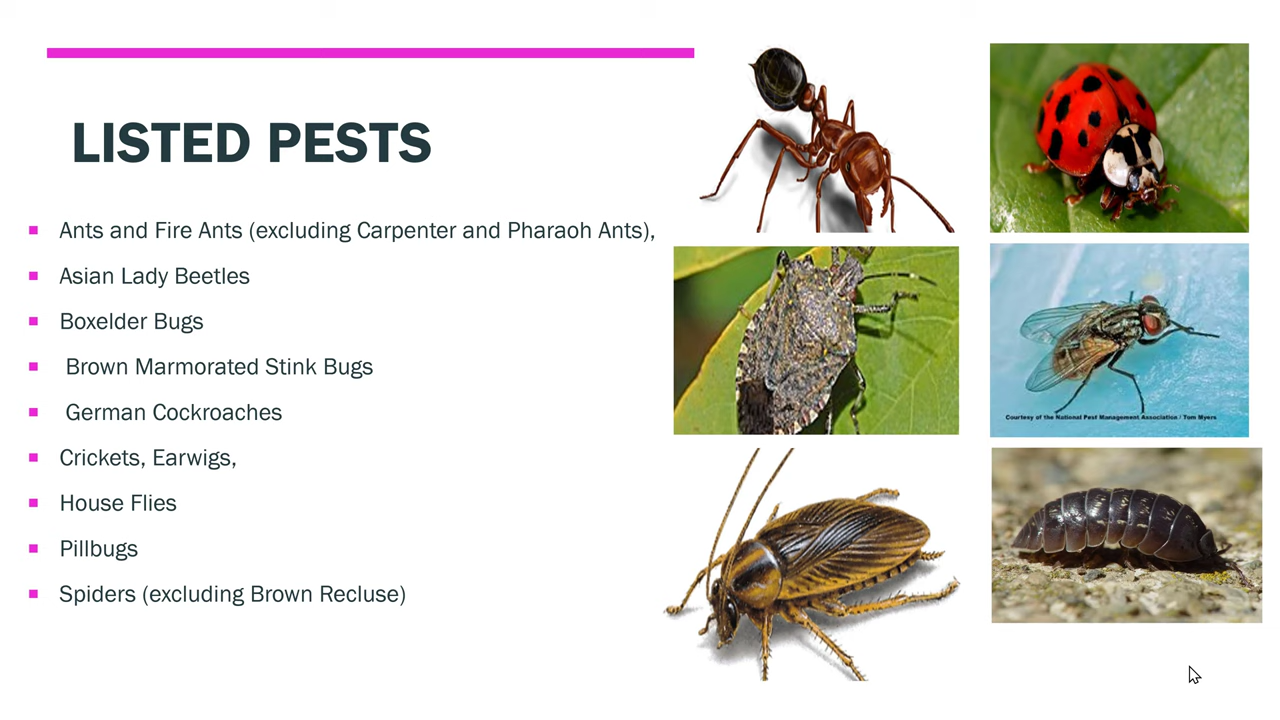 LISTED PESTS
Ants and Fire Ants (excluding Carpenter and Pharaoh Ants),
Asian Lady Beetles
Boxelder Bugs
Brown Marmorated Stink Bugs
German Cockroaches
Crickets, Earwigs,
House Flies
Pillbugs
Spiders (excluding Brown Recluse)
Courtesy of the National Pest Management Association / Tom Myers